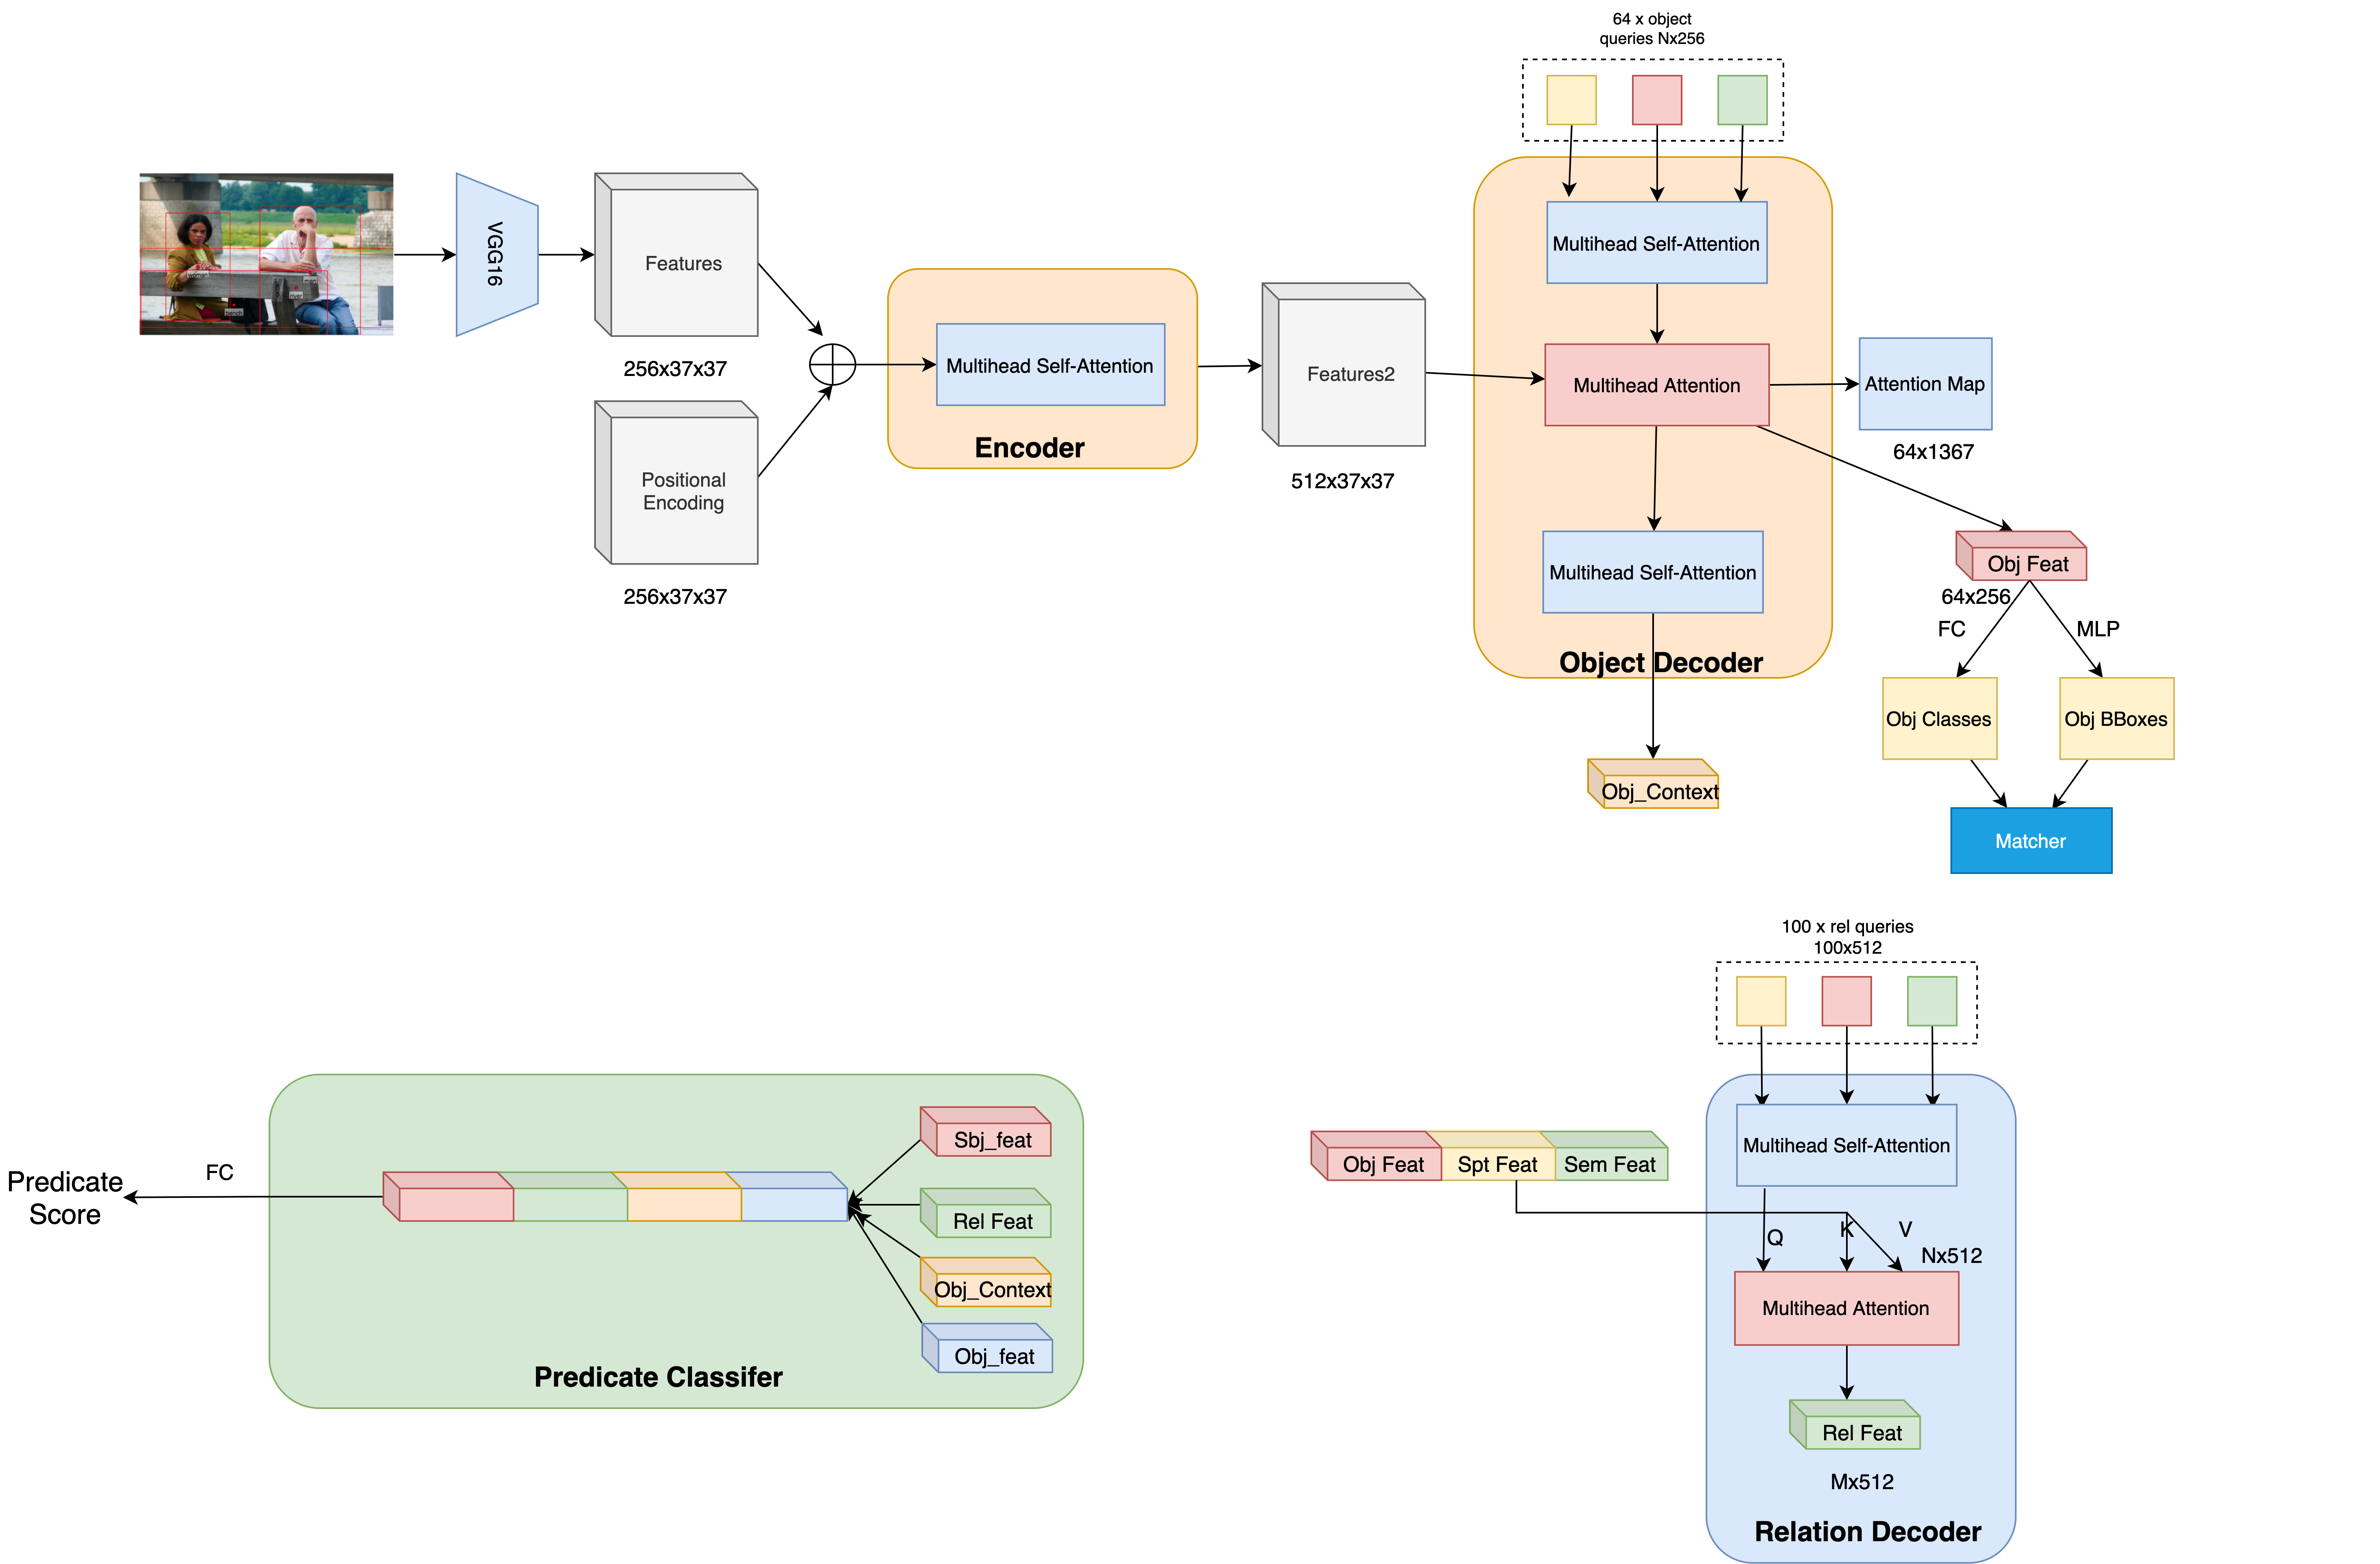 64 x object
queries Nx256
VGG16
Features
256x37x37
Positional
Encoding
256x37x37
Multihead Self-Attention
Encoder
Features2
512x37x37
Multihead Self-Attention
Multihead Attention
Multihead Self-Attention
Object Decoder
Attention Map
64x1367
Obj Feat
64x256
FC
MLP
Obj Classes
Obj BBoxes
Matcher
Obj_Context
100 x rel queries
100x512
Obj Feat
Spt Feat
Sem Feat
Multihead Self-Attention
Q
K
V
Nx512
Multihead Attention
Rel Feat
Mx512
Relation Decoder
Sbj_feat
Rel Feat
Obj_Context
Obj_feat
Predicate Classifer
FC
Predicate
Score